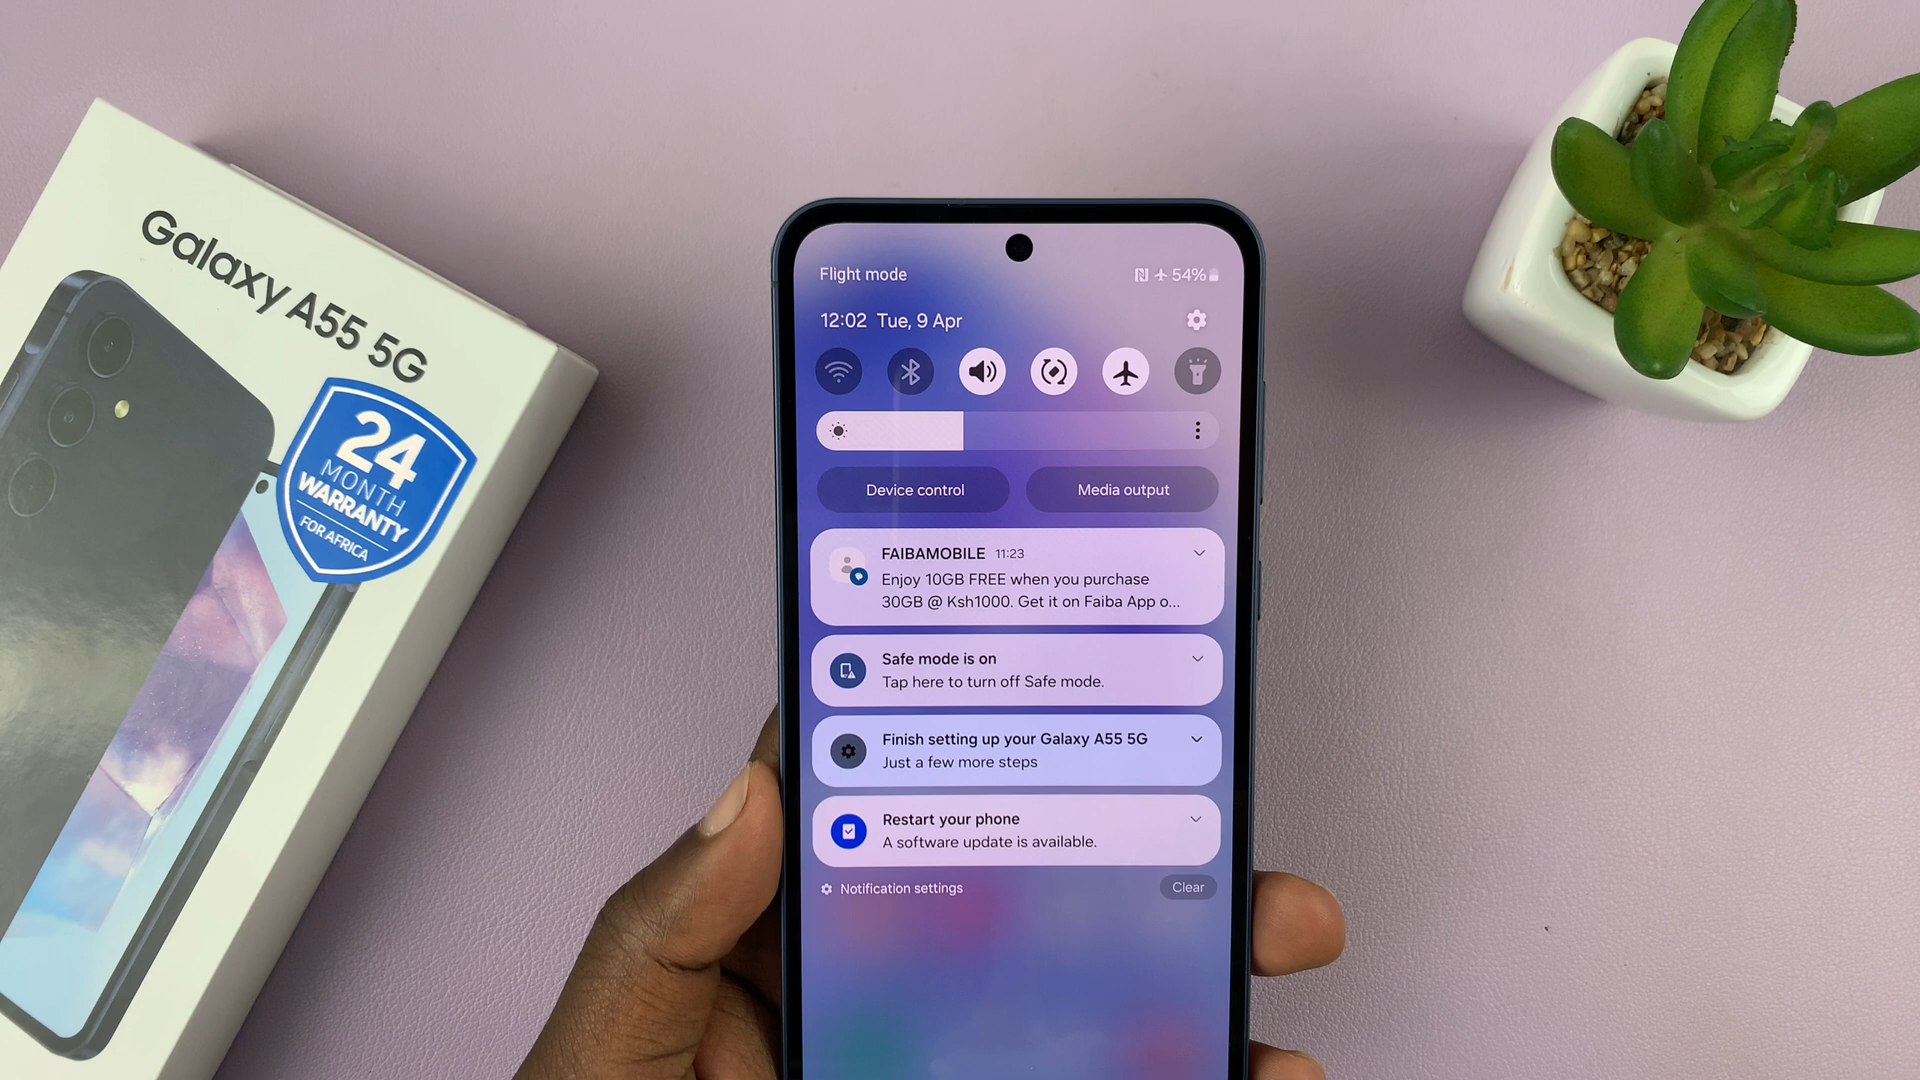 Galaxy A55 5G
24
MONTH
WARRANTY
FOR AFRICA
Flight mode
54%
12:02 Tue, 9 Apr
Device control
Media output
FAIBAMOBILE 11:23
Enjoy 10GB FREE when you purchase
30GB @ Ksh1000. Get it on Faiba App o...
Safe mode is on
Tap here to turn off Safe mode.
Finish setting up your Galaxy A55 5G
Just a few more steps
Restart your phone
A software update is available.
Notification settings
Clear